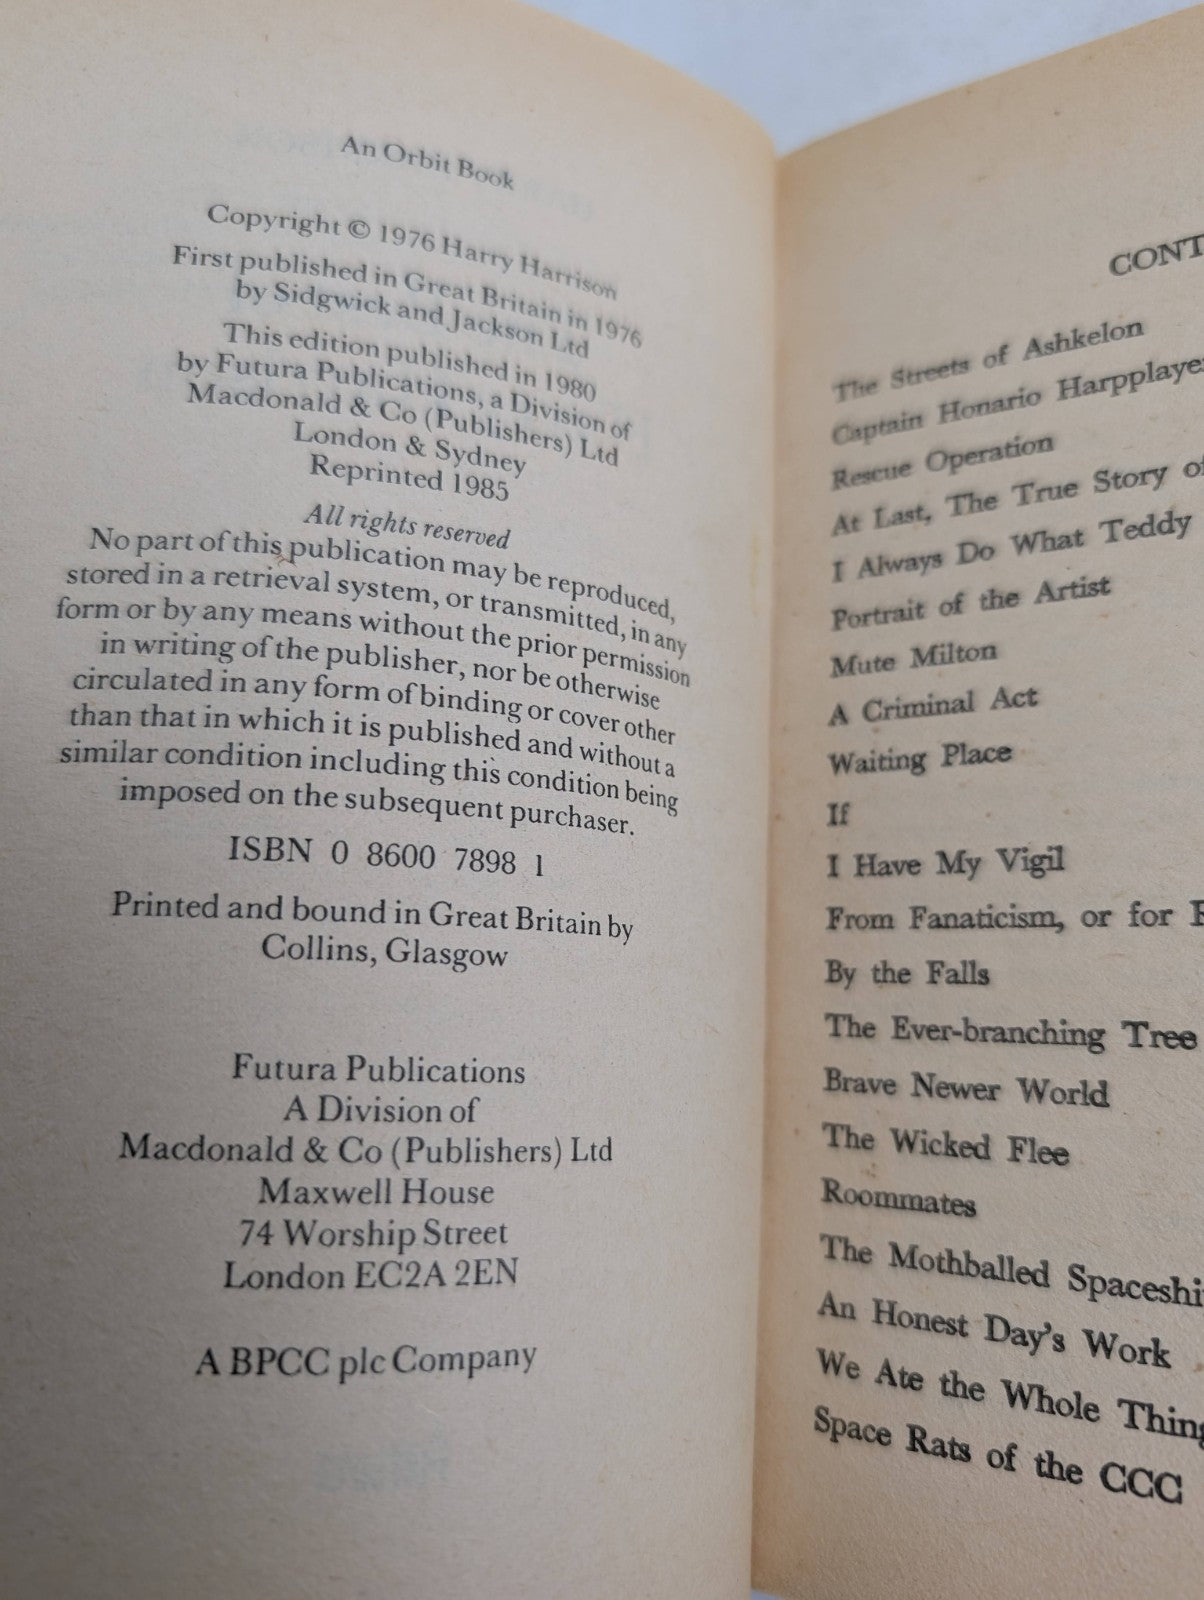 An Orbit Book
Copyright © 1976 Harry Harrison
First published in Great Britain in 1976
by Sidgwick and Jackson Ltd
This edition published in 1980
by Futura Publications, a Division of
Macdonald & Co (Publishers) Ltd
London & Sydney
Reprinted 1985
All rights reserved
No part of this publication may be reproduced,
stored in a retrieval system, or transmitted, in any
form or by any means without the prior permission
in writing of the publisher, nor be otherwise
circulated in any form of binding or cover other
than that in which it is published and without a
similar condition including this condition being
imposed on the subsequent purchaser.
ISBN 0 8600 7898 1
Printed and bound in Great Britain by
Collins, Glasgow
Futura Publications
A Division of
Macdonald & Co (Publishers) Ltd
Maxwell House
74 Worship Street
London EC2A 2EN
A BPCC plc Company
CONT
The Streets of Ashkelon
Captain Honario Harpplaye
Rescue Operation
At Last, The True Story of
I Always Do What Teddy
Portrait of the Artist
Mute Milton
A Criminal Act
Waiting Place
If
I Have My Vigil
From Fanaticism, or for
By the Falls
The Ever-branching Tree
Brave Newer World
The Wicked Flee
Roommates
The Mothballed Spaceshi
An Honest Day's Work
We Ate the Whole Thing
Space Rats of the CCC